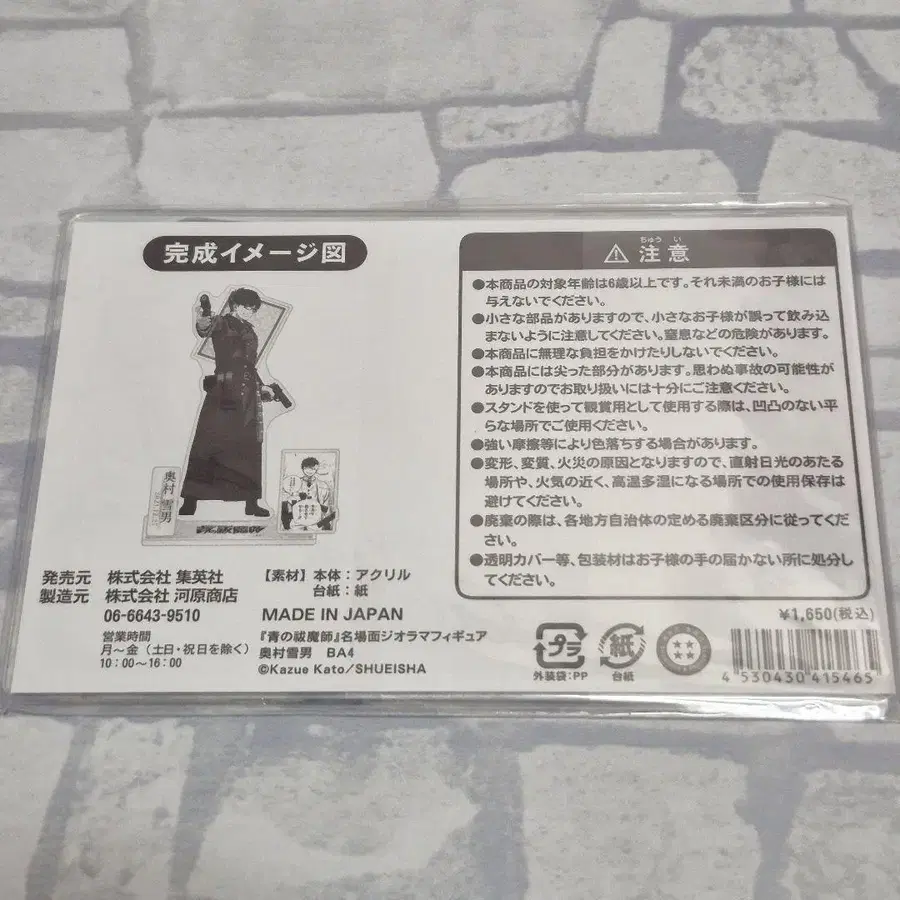 完成イメージ図
奥村
雪男
発売元 株式会社 集英社
製造元 株式会社 河原商店
06-6643-9510
営業時間
月～金（土日・祝日を除く）
10:00～16:00
【素材】本体：アクリル
台紙：紙
MADE IN JAPAN
『青の祓魔師』名場面ジオラマフィギュア
奥村雪男 BA4
©Kazue Kato/SHUEISHA
ちゅう い
⚠ 注意
●本商品の対象年齢は6歳以上です。それ未満のお子様には
与えないでください。
●小さな部品がありますので、小さなお子様が誤って飲み込
まないように注意してください。窒息などの危険があります。
●本商品に無理な負担をかけたりしないでください。
●本商品には尖った部分があります。思わぬ事故の可能性が
ありますのでお取り扱いには十分にご注意ください。
●スタンドを使って観賞用として使用する際は、凹凸のない平
らな場所でご使用ください。
●強い摩擦等により色落ちする場合があります。
●変形、変質、火災の原因となりますので、直射日光のあたる
場所や、火気の近く、高温多湿になる場所での使用保存は
避けてください。
●廃棄の際は、各地方自治体の定める廃棄区分に従ってくだ
さい。
●透明カバー等、包装材はお子様の手の届かない所に処分し
てください。
¥1,650(税込)
プラ
外装袋：PP
紙
台紙
4 530430 415465